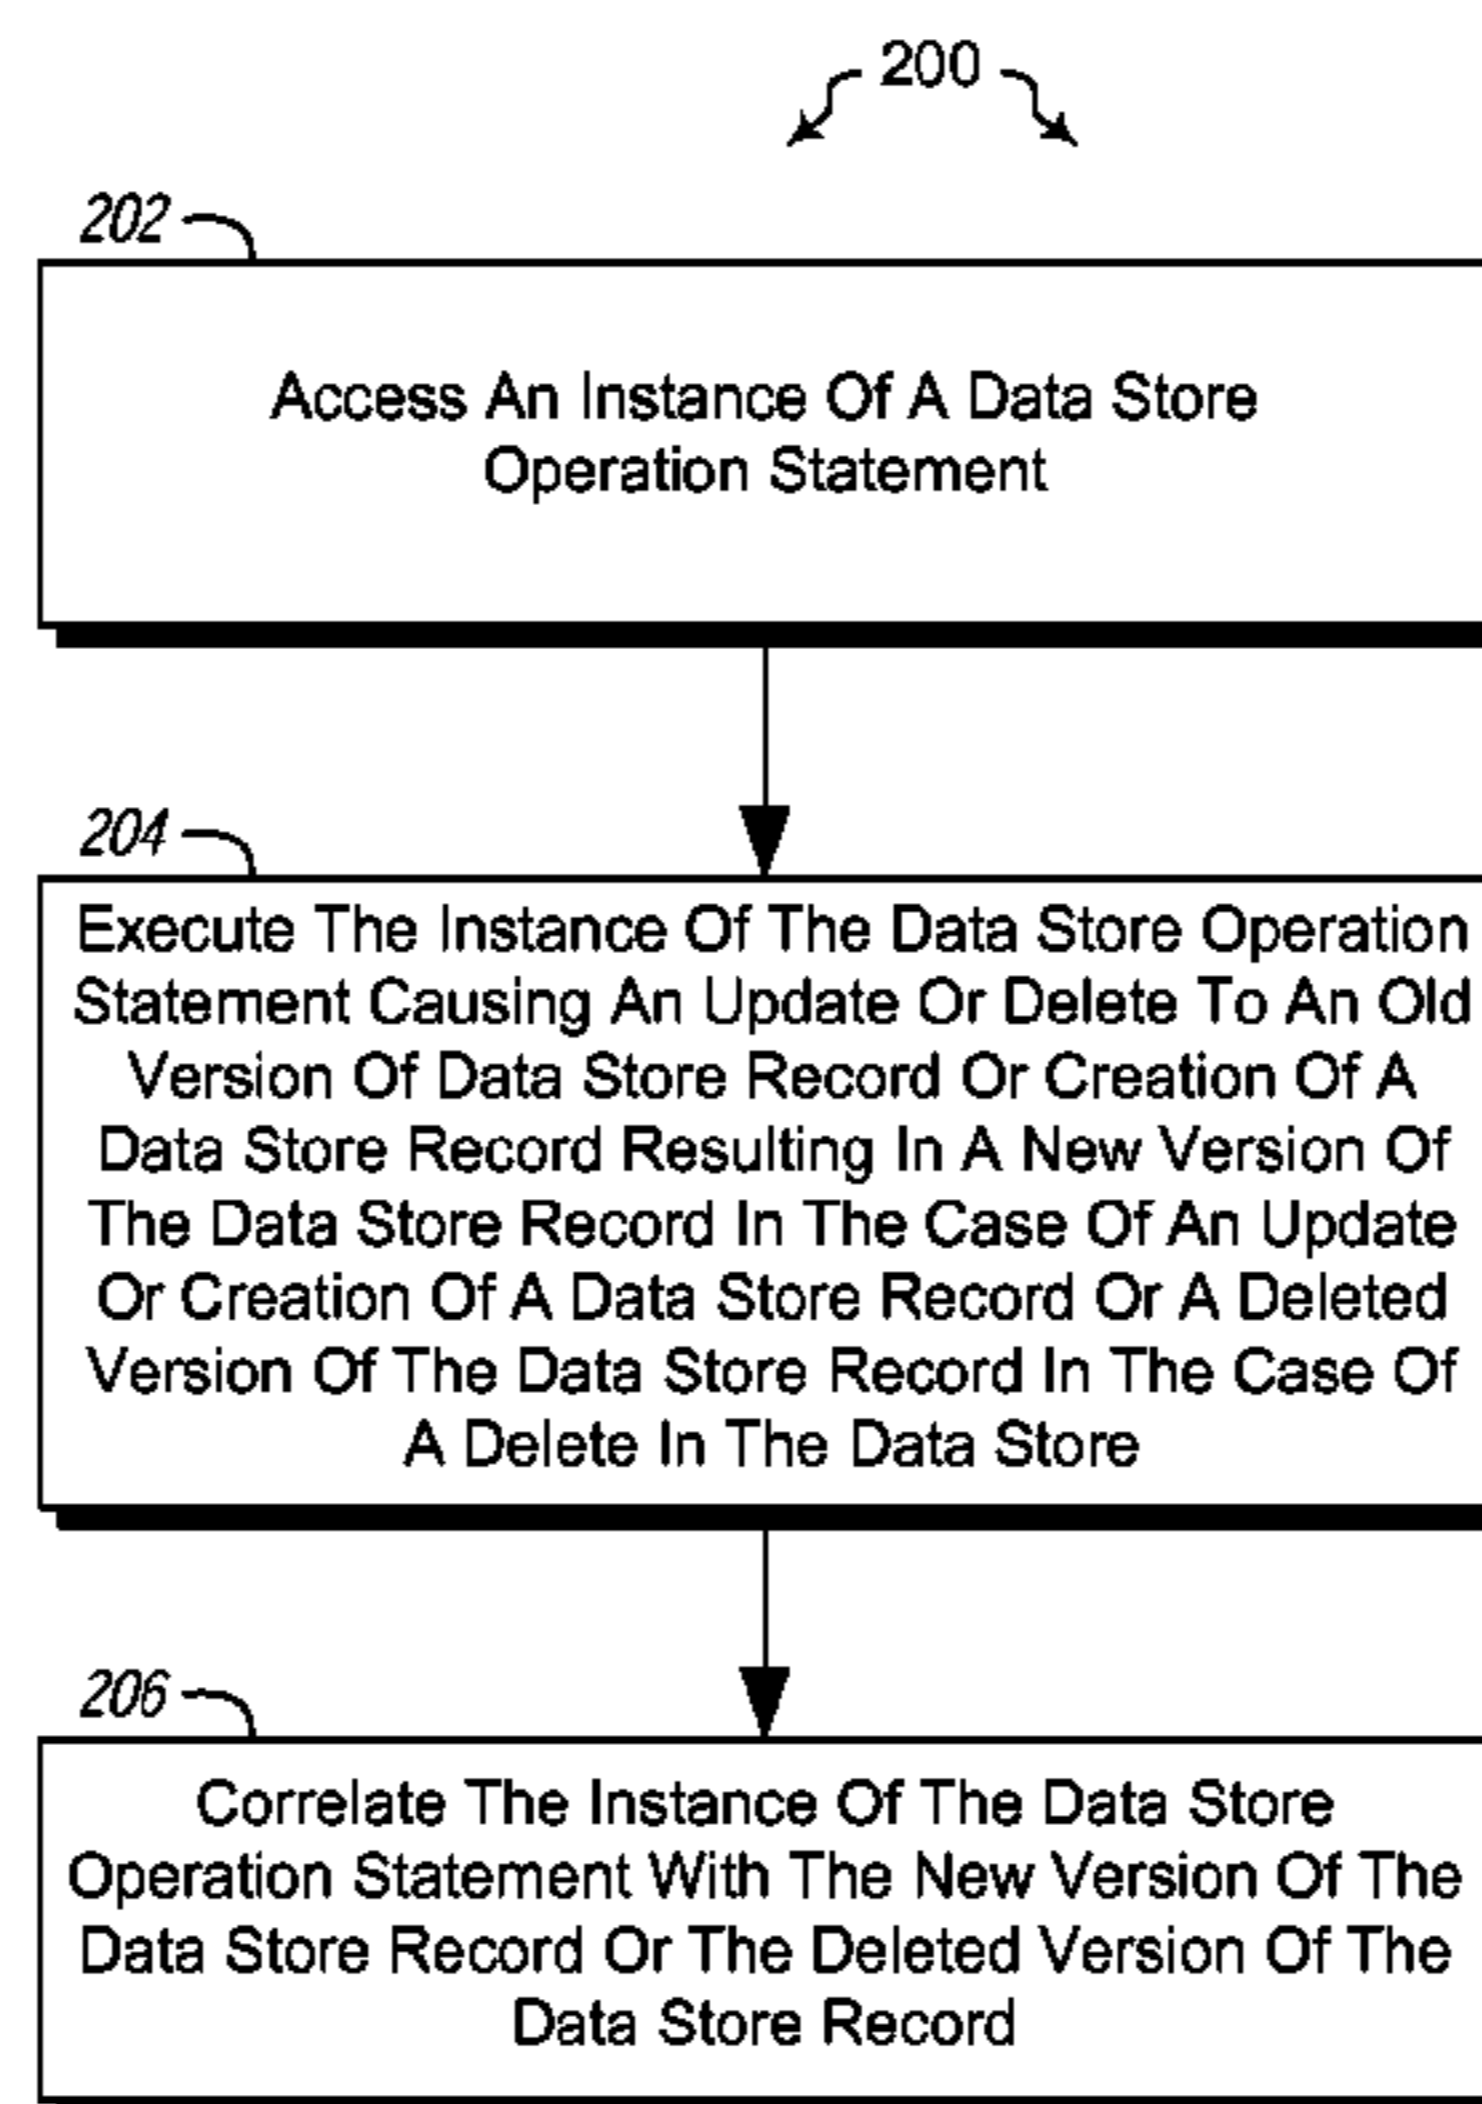 200
202
Access An Instance Of A Data Store
Operation Statement
204
Execute The Instance Of The Data Store Operation
Statement Causing An Update Or Delete To An Old
Version Of Data Store Record Or Creation Of A
Data Store Record Resulting In A New Version Of
The Data Store Record In The Case Of An Update
Or Creation Of A Data Store Record Or A Deleted
Version Of The Data Store Record In The Case Of
A Delete In The Data Store
206
Correlate The Instance Of The Data Store
Operation Statement With The New Version Of The
Data Store Record Or The Deleted Version Of The
Data Store Record